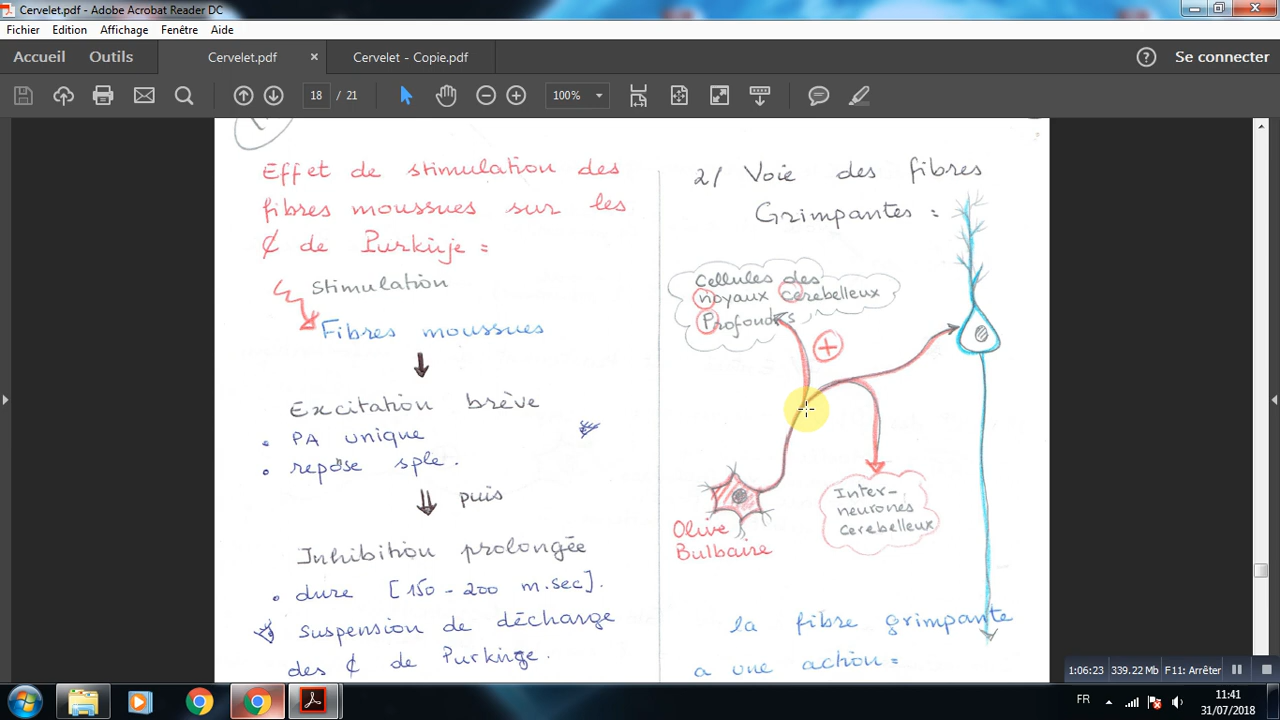 Cervelet.pdf - Adobe Acrobat Reader DC
Fichier Edition Affichage Fenêtre Aide
Accueil Outils Cervelet.pdf × Cervelet - Copie.pdf ? Se connecter
18 / 21 100%
Effet de stimulation des
fibres moussues sur les
₵ de Purkinje =
Stimulation
Fibres moussues
Excitation brève
• PA unique
• repose sple.
puis
Inhibition prolongée
• dure [150 - 200 m.sec].
suspension de décharge
des ₵ de Purkinge.
2/ Voie des fibres
Grimpantes :
Cellules des
noyaux cerebelleux
Profondes
+
Olive
Bulbaire
Inter-
neurones
cerebelleux
la fibre grimpante
a une action =
1:06:23 339.22 Mb F11: Arrêter
FR
11:41
31/07/2018